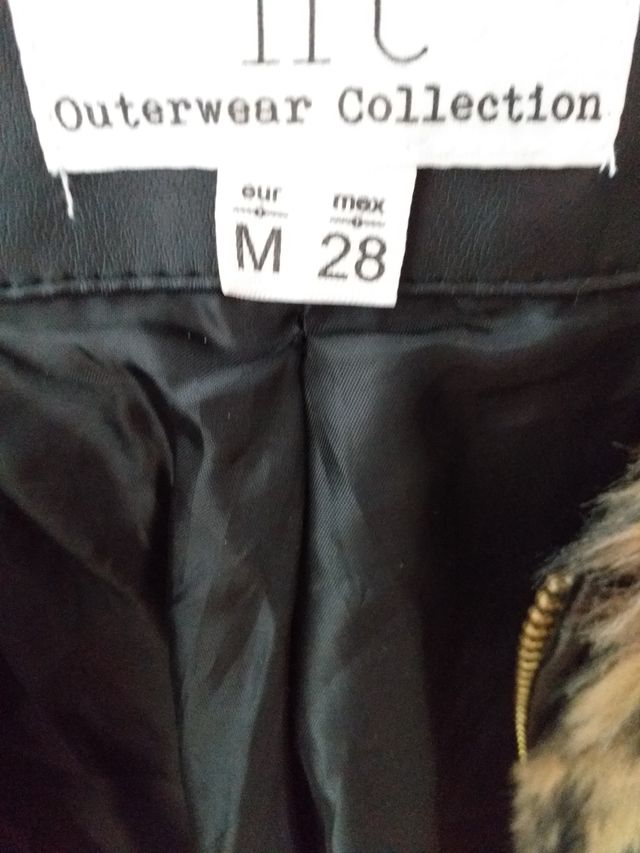 Outerwear Collection
eur mex
M 28